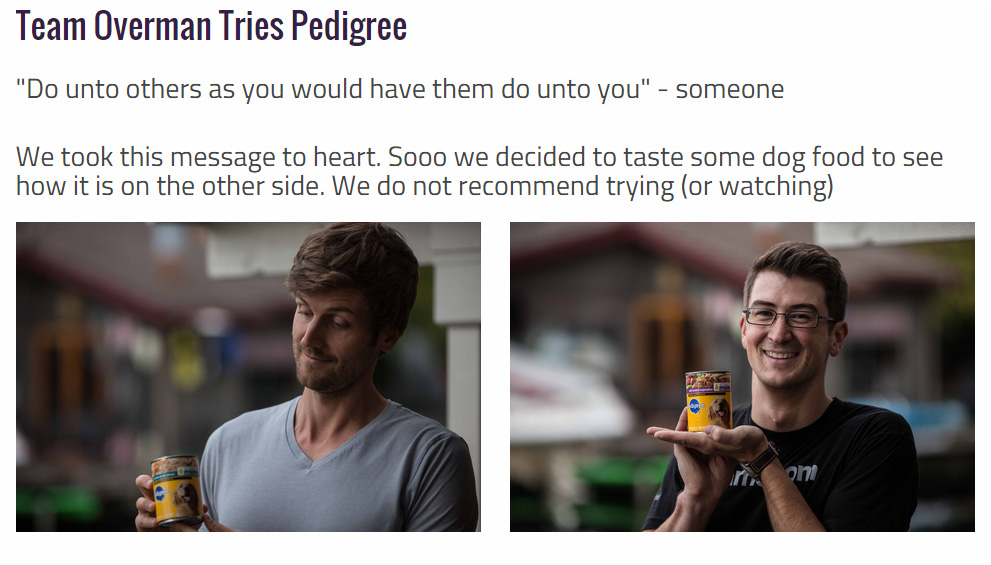 Team Overman Tries Pedigree
"Do unto others as you would have them do unto you" - someone
We took this message to heart. Sooo we decided to taste some dog food to see
how it is on the other side. We do not recommend trying (or watching)